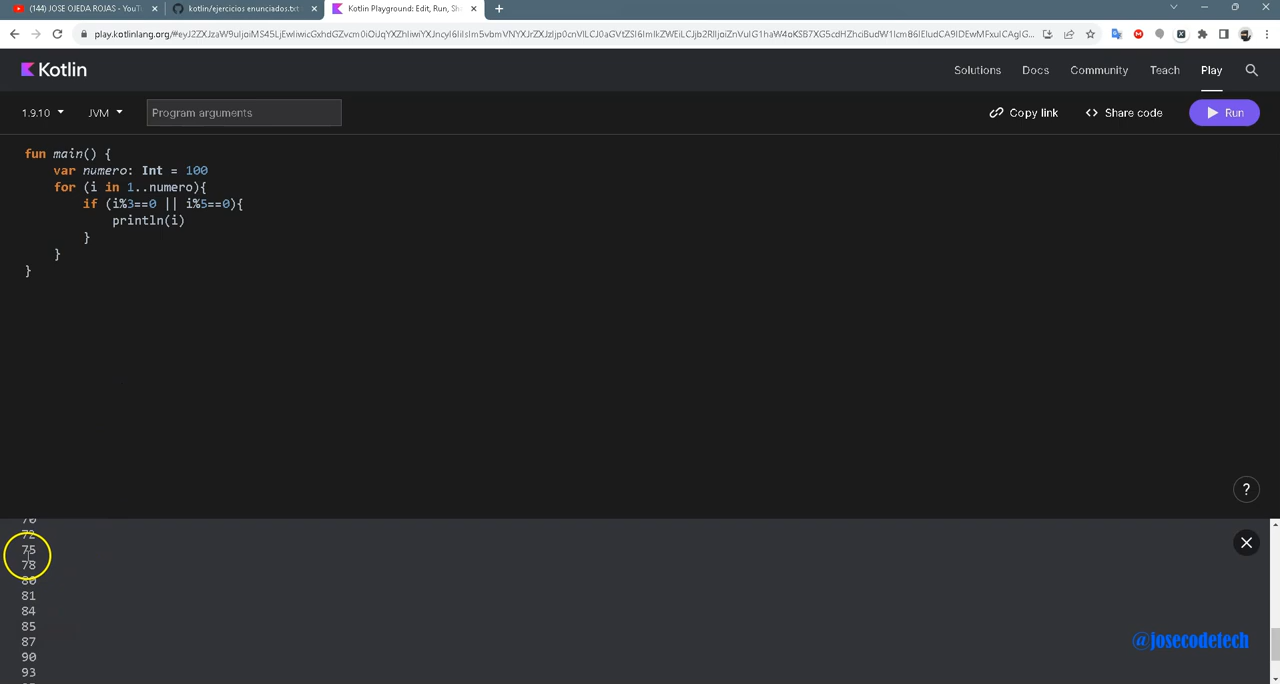 (144) JOSE OJEDA ROJAS - YouT
kotlin/ejercicios enunciados.txt
Kotlin Playground: Edit, Run, Sh
Kotlin
Solutions
Docs
Community
Teach
Play
1.9.10
JVM
Program arguments
Copy link
<> Share code
Run
fun main() {
var numero: Int = 100
for (i in 1..numero){
if (i%3==0 || i%5==0){
println(i)
}
}
}
?
70
72
75
78
80
81
84
85
87
90
93
@josecodetech